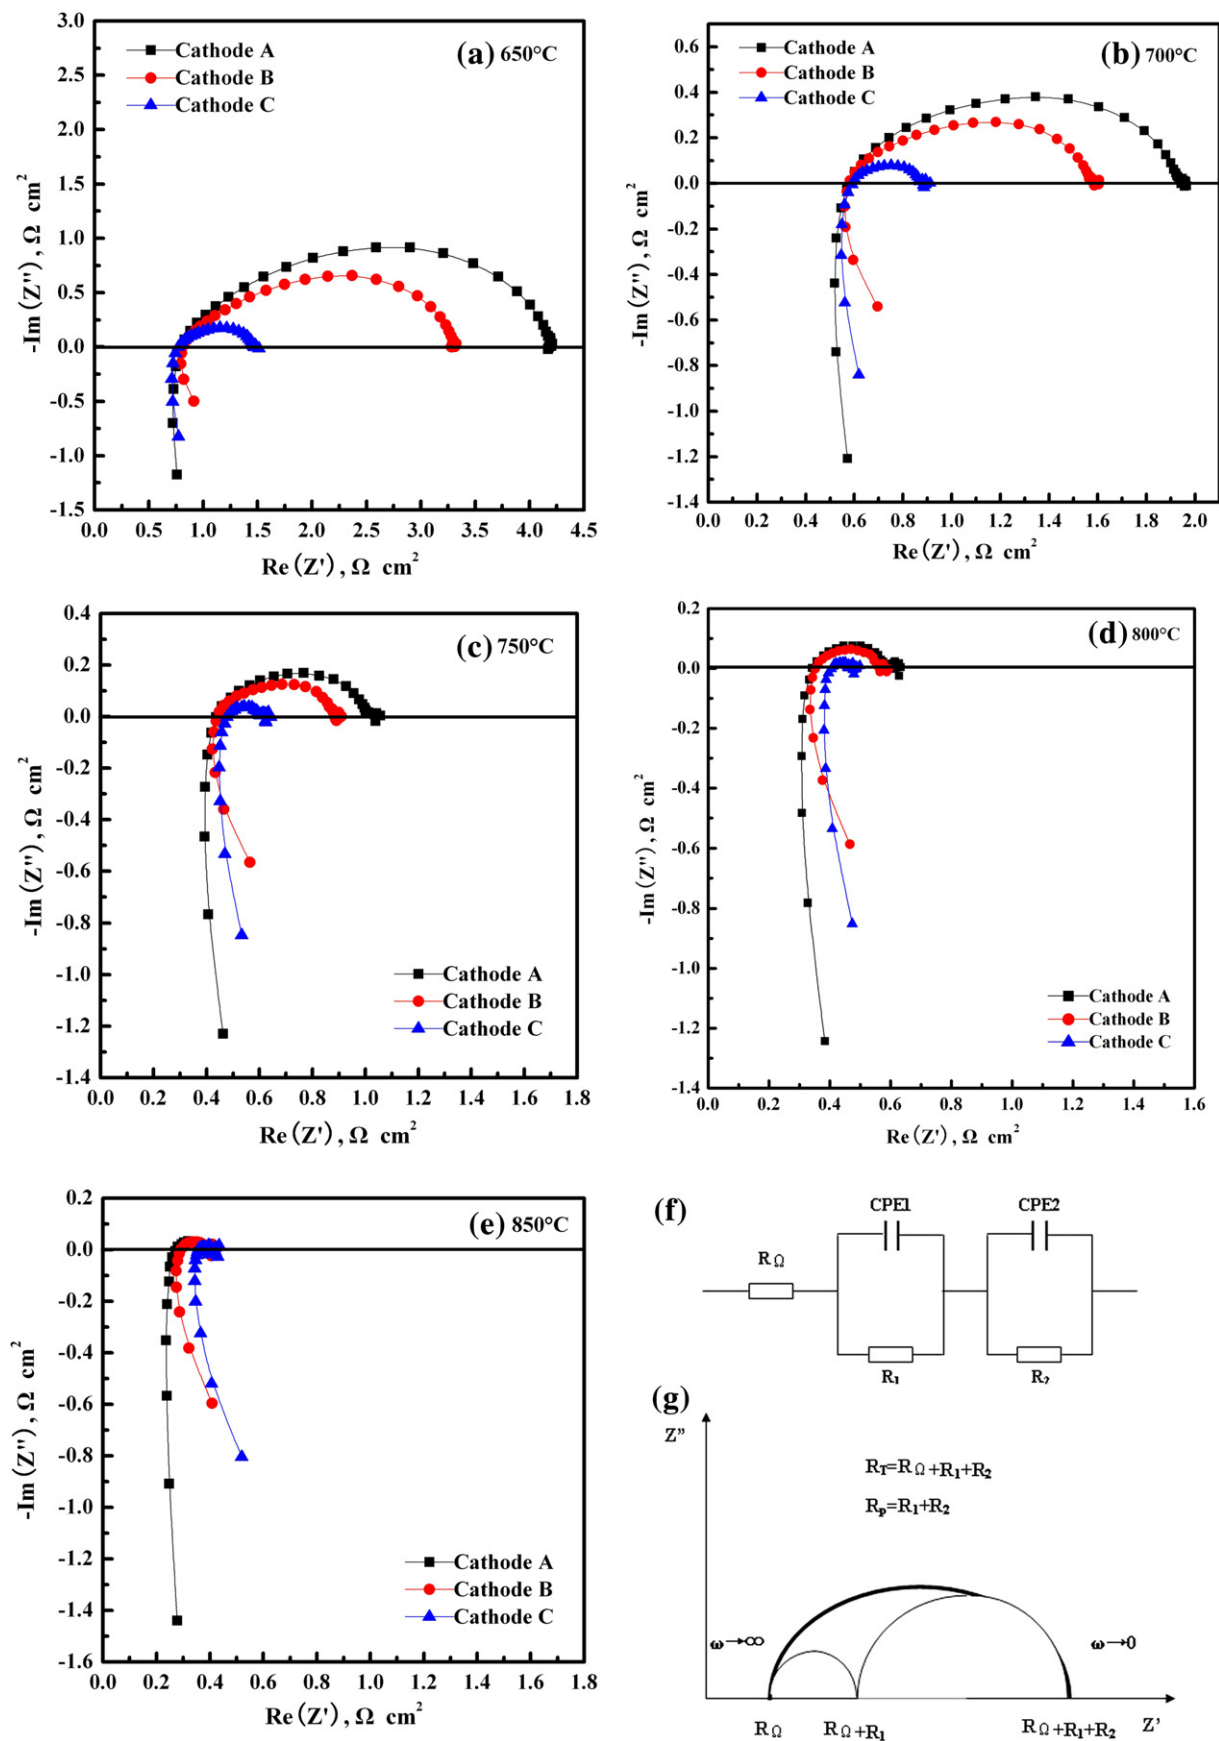 (a) 650°C
Cathode A
Cathode B
Cathode C
3.0
2.5
2.0
1.5
1.0
0.5
0.0
-0.5
-1.0
-1.5
-Im (Z''), Ω cm2
0.0 0.5 1.0 1.5 2.0 2.5 3.0 3.5 4.0 4.5
Re (Z'), Ω cm2
(b) 700°C
Cathode A
Cathode B
Cathode C
0.6
0.4
0.2
0.0
-0.2
-0.4
-0.6
-0.8
-1.0
-1.2
-1.4
-Im (Z''), Ω cm2
0.0 0.2 0.4 0.6 0.8 1.0 1.2 1.4 1.6 1.8 2.0
Re (Z'), Ω cm2
(c) 750°C
0.4
0.2
0.0
-0.2
-0.4
-0.6
-0.8
-1.0
-1.2
-1.4
-Im (Z''), Ω cm2
Cathode A
Cathode B
Cathode C
0.0 0.2 0.4 0.6 0.8 1.0 1.2 1.4 1.6 1.8
Re (Z'), Ω cm2
(d) 800°C
0.2
0.0
-0.2
-0.4
-0.6
-0.8
-1.0
-1.2
-1.4
-Im (Z''), Ω cm2
Cathode A
Cathode B
Cathode C
0.0 0.2 0.4 0.6 0.8 1.0 1.2 1.4 1.6
Re (Z'), Ω cm2
(e) 850°C
0.2
0.0
-0.2
-0.4
-0.6
-0.8
-1.0
-1.2
-1.4
-1.6
-Im (Z''), Ω cm2
Cathode A
Cathode B
Cathode C
0.0 0.2 0.4 0.6 0.8 1.0 1.2 1.4 1.6 1.8
Re (Z'), Ω cm2
(f)
CPE1 CPE2
RΩ
R1 R2
(g)
Z''
RT=RΩ+R1+R2
Rp=R1+R2
ω→∞ ω→0
RΩ RΩ+R1 RΩ+R1+R2 Z'